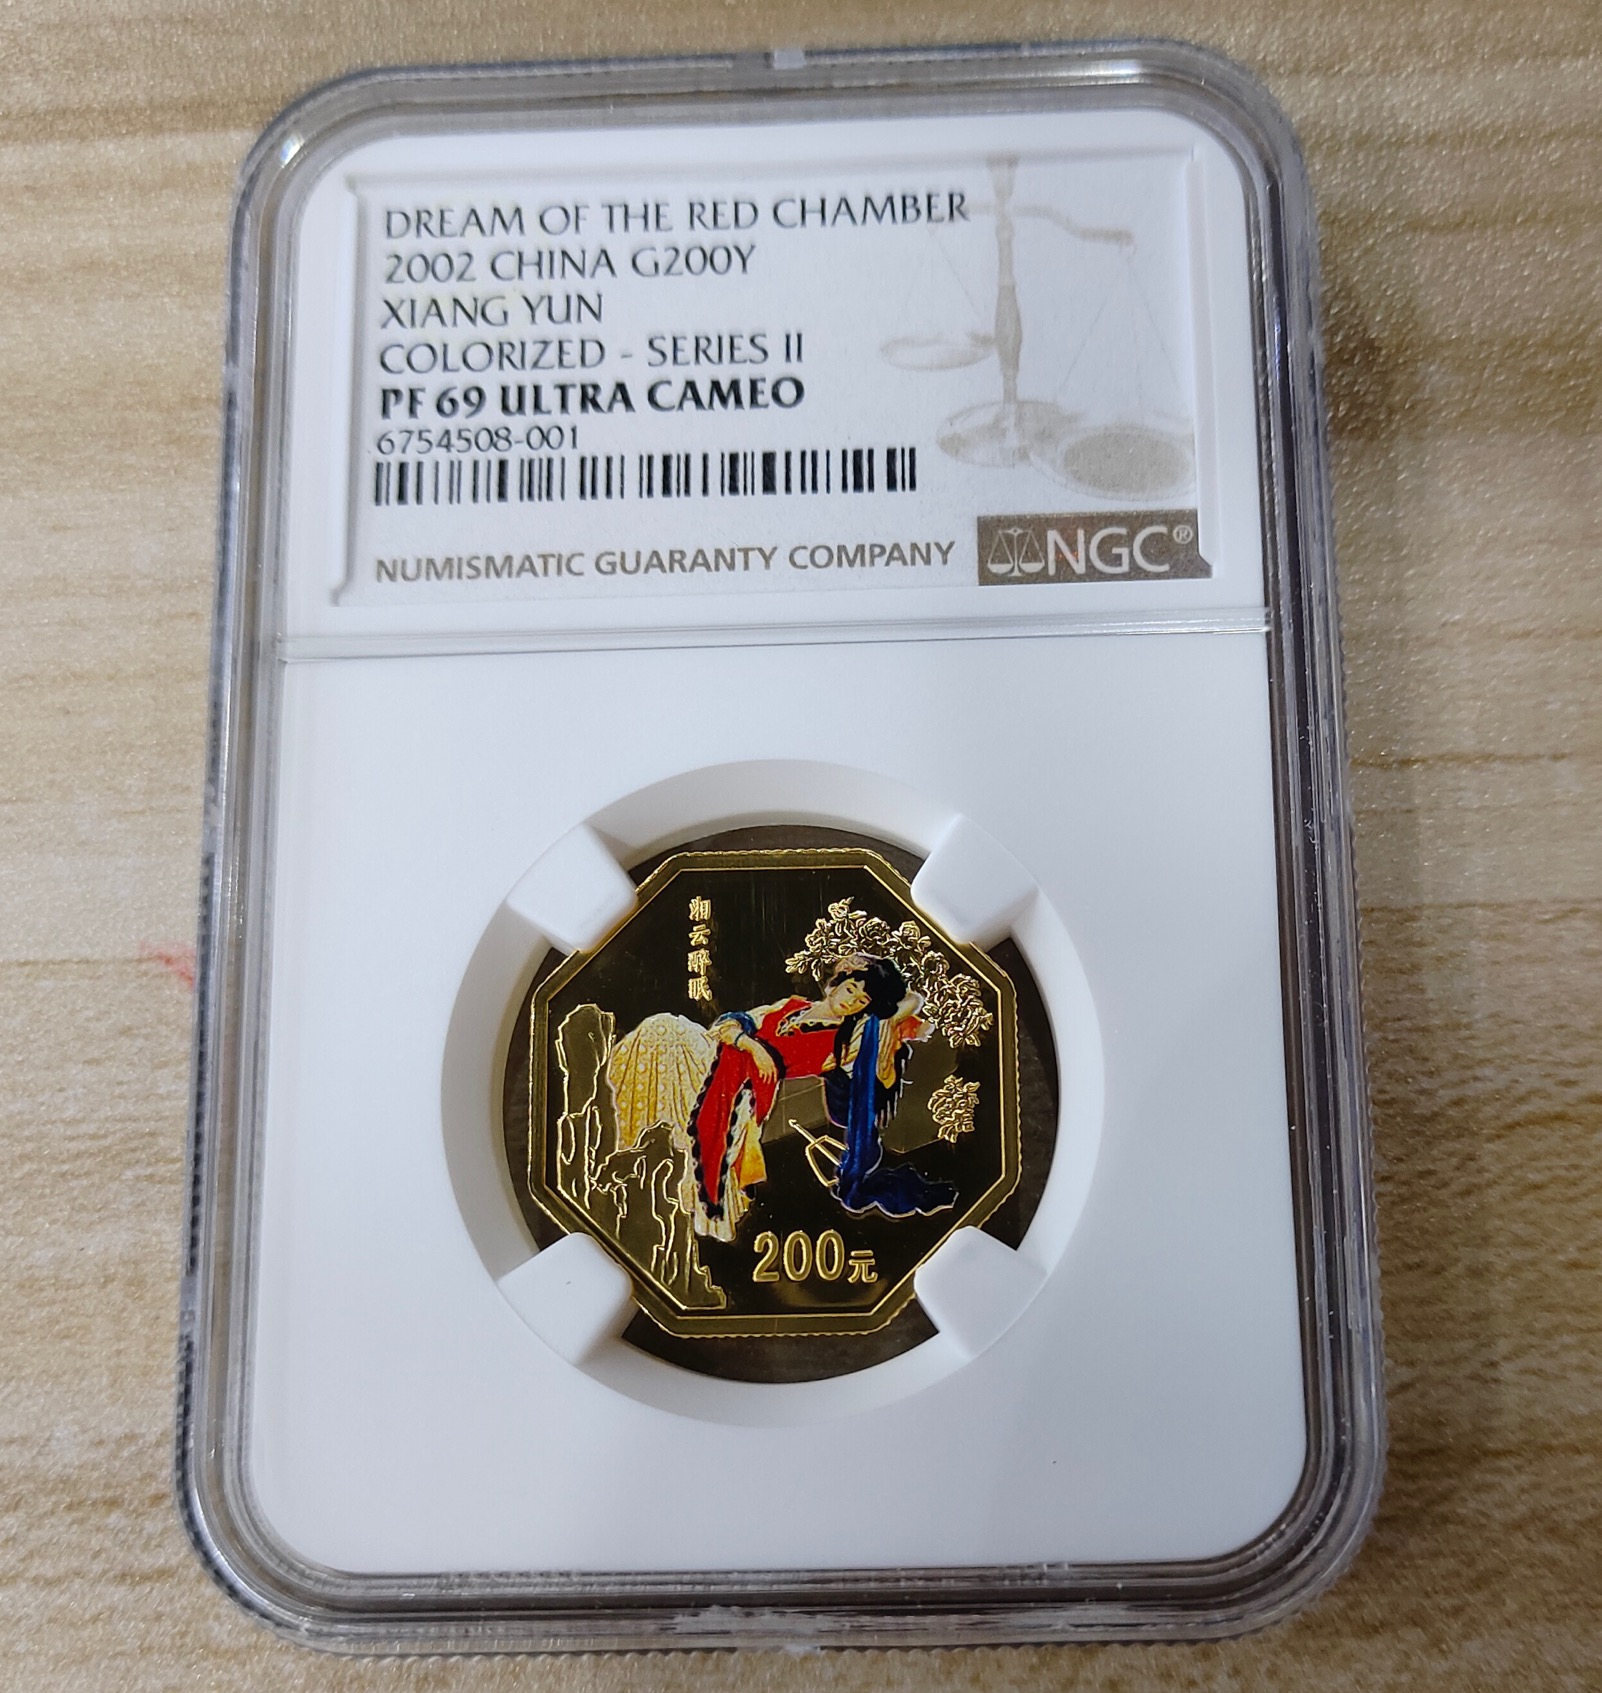 DREAM OF THE RED CHAMBER
2002 CHINA G200Y
XIANG YUN
COLORIZED - SERIES II
PF 69 ULTRA CAMEO
6754508-001
NUMISMATIC GUARANTY COMPANY
NGC®
湘云醉眠
200元